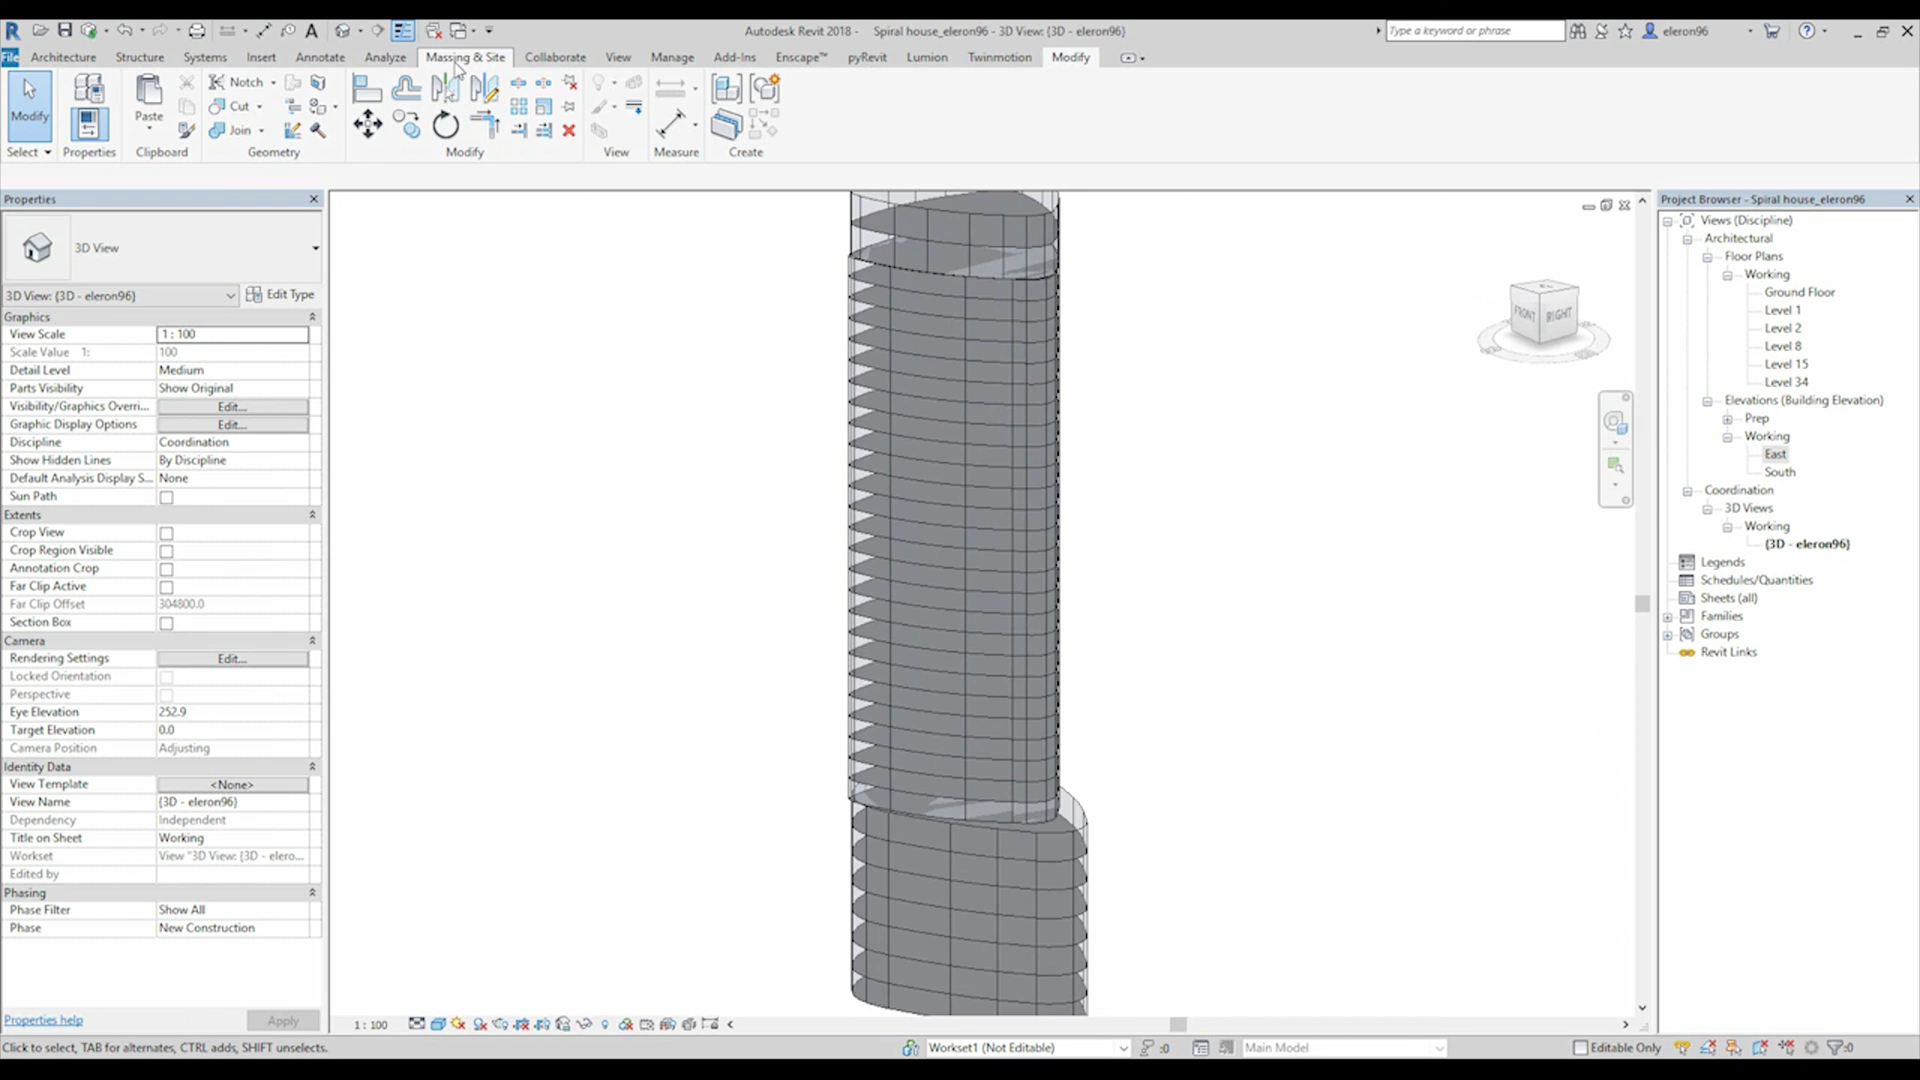 Autodesk Revit 2018 - Spiral house_eleron96 - 3D View: {3D - eleron96}
Type a keyword or phrase
eleron96
File Architecture Structure Systems Insert Annotate Analyze Massing & Site Collaborate View Manage Add-Ins Enscape™ pyRevit Lumion Twinmotion Modify
Modify
Paste
Notch
Cut
Join
Select Properties Clipboard Geometry Modify View Measure Create
Properties
3D View
3D View: {3D - eleron96}
Edit Type
Graphics
View Scale 1 : 100
Scale Value 1: 100
Detail Level Medium
Parts Visibility Show Original
Visibility/Graphics Overri... Edit...
Graphic Display Options Edit...
Discipline Coordination
Show Hidden Lines By Discipline
Default Analysis Display S... None
Sun Path
Extents
Crop View
Crop Region Visible
Annotation Crop
Far Clip Active
Far Clip Offset 304800.0
Section Box
Camera
Rendering Settings Edit...
Locked Orientation
Perspective
Eye Elevation 252.9
Target Elevation 0.0
Camera Position Adjusting
Identity Data
View Template <None>
View Name {3D - eleron96}
Dependency Independent
Title on Sheet Working
Workset View "3D View: {3D - elero...
Edited by
Phasing
Phase Filter Show All
Phase New Construction
Properties help
Apply
FRONT RIGHT
Project Browser - Spiral house_eleron96
Views (Discipline)
Architectural
Floor Plans
Working
Ground Floor
Level 1
Level 2
Level 8
Level 15
Level 34
Elevations (Building Elevation)
Prep
Working
East
South
Coordination
3D Views
Working
{3D - eleron96}
Legends
Schedules/Quantities
Sheets (all)
Families
Groups
Revit Links
1 : 100
Click to select, TAB for alternates, CTRL adds, SHIFT unselects.
Workset1 (Not Editable)
:0
Main Model
Editable Only
:0